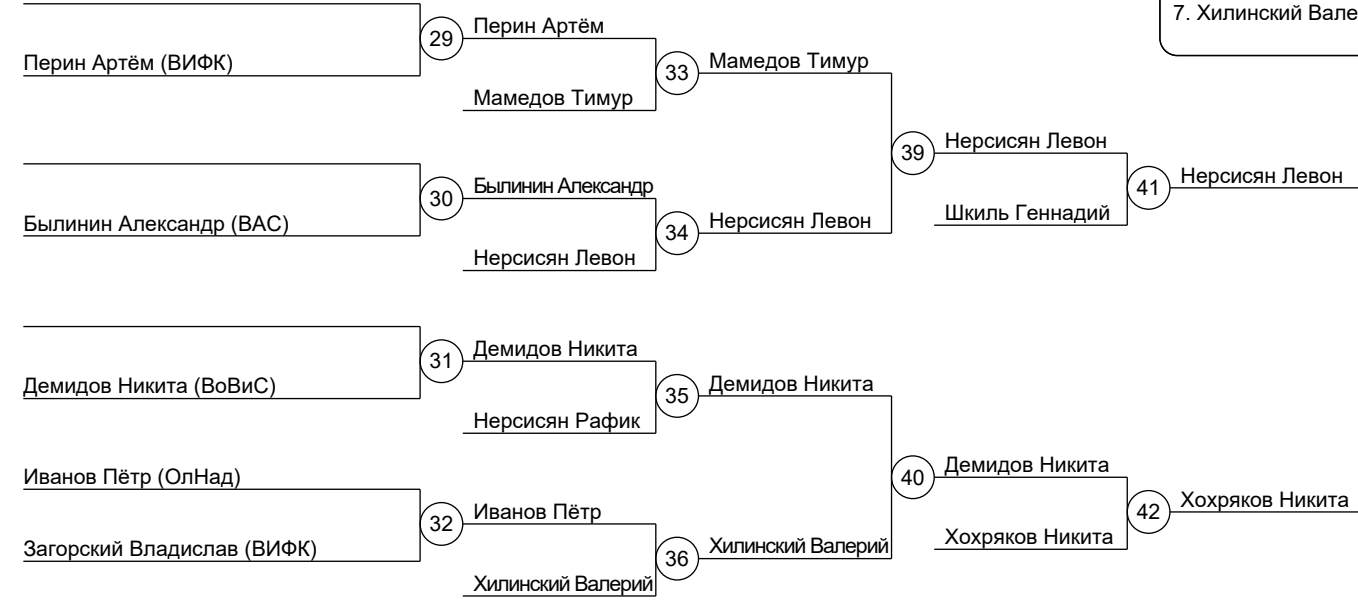 7. Хилинский Вале
29
Перин Артём
Перин Артём (ВИФК)
33
Мамедов Тимур
Мамедов Тимур
39
Нерсисян Левон
30
Былинин Александр
41
Нерсисян Левон
Былинин Александр (ВАС)
34
Нерсисян Левон
Шкиль Геннадий
Нерсисян Левон
31
Демидов Никита
Демидов Никита (ВоВиС)
35
Демидов Никита
Нерсисян Рафик
Иванов Пётр (ОлНад)
40
Демидов Никита
32
Иванов Пётр
42
Хохряков Никита
Загорский Владислав (ВИФК)
36
Хилинский Валерий
Хохряков Никита
Хилинский Валерий